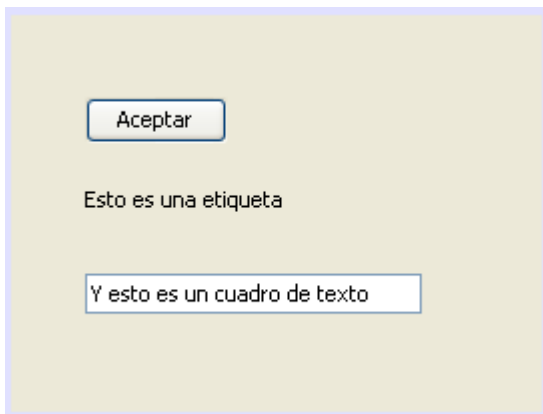 Aceptar
Esto es una etiqueta
Y esto es un cuadro de texto